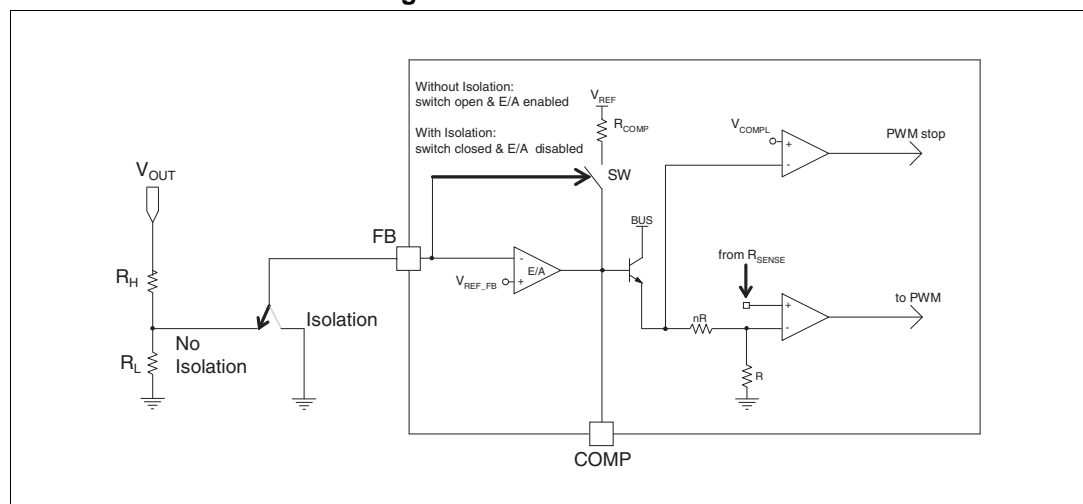 Without Isolation:
switch open & E/A enabled
With Isolation:
switch closed & E/A disabled
VREF
RCOMP
SW
VCOMPL
+
-
PWM stop
VOUT
FB
BUS
-
E/A
VREF_FB
+
from RSENSE
RH
Isolation
No
Isolation
RL
nR
+
-
to PWM
R
COMP